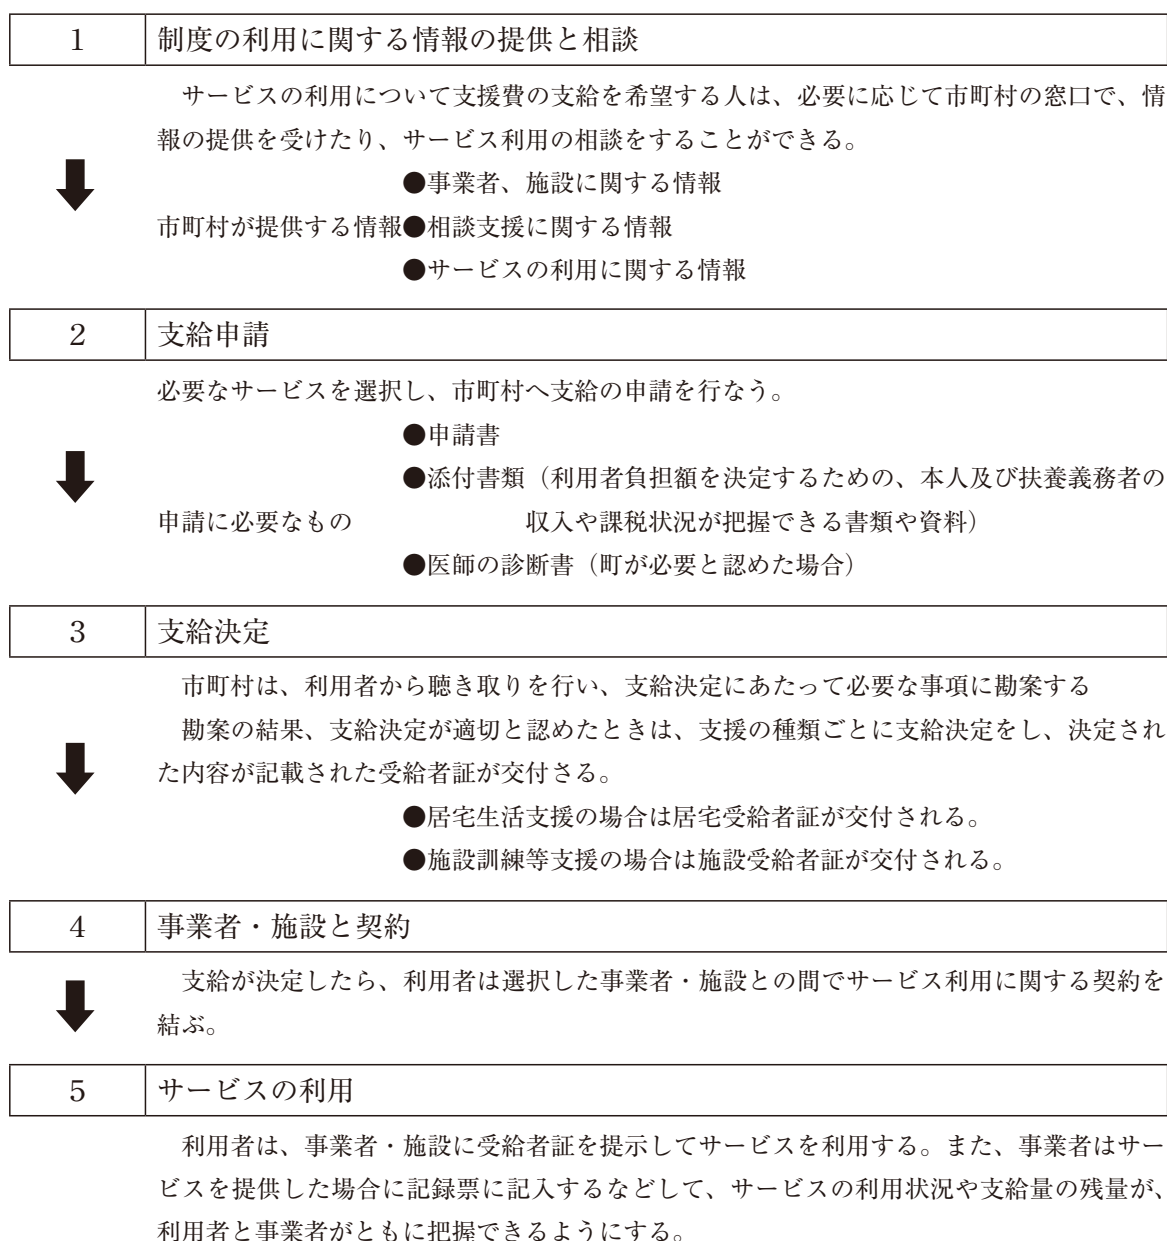 1 制度の利用に関する情報の提供と相談
サービスの利用について支援費の支給を希望する人は、必要に応じて市町村の窓口で、情
報の提供を受けたり、サービス利用の相談をすることができる。
●事業者、施設に関する情報
市町村が提供する情報●相談支援に関する情報
●サービスの利用に関する情報
2 支給申請
必要なサービスを選択し、市町村へ支給の申請を行なう。
●申請書
●添付書類（利用者負担額を決定するための、本人及び扶養義務者の
申請に必要なもの 収入や課税状況が把握できる書類や資料）
●医師の診断書（町が必要と認めた場合）
3 支給決定
市町村は、利用者から聴き取りを行い、支給決定にあたって必要な事項に勘案する
勘案の結果、支給決定が適切と認めたときは、支援の種類ごとに支給決定をし、決定され
た内容が記載された受給者証が交付さる。
●居宅生活支援の場合は居宅受給者証が交付される。
●施設訓練等支援の場合は施設受給者証が交付される。
4 事業者・施設と契約
支給が決定したら、利用者は選択した事業者・施設との間でサービス利用に関する契約を
結ぶ。
5 サービスの利用
利用者は、事業者・施設に受給者証を提示してサービスを利用する。また、事業者はサー
ビスを提供した場合に記録票に記入するなどして、サービスの利用状況や支給量の残量が、
利用者と事業者がともに把握できるようにする。